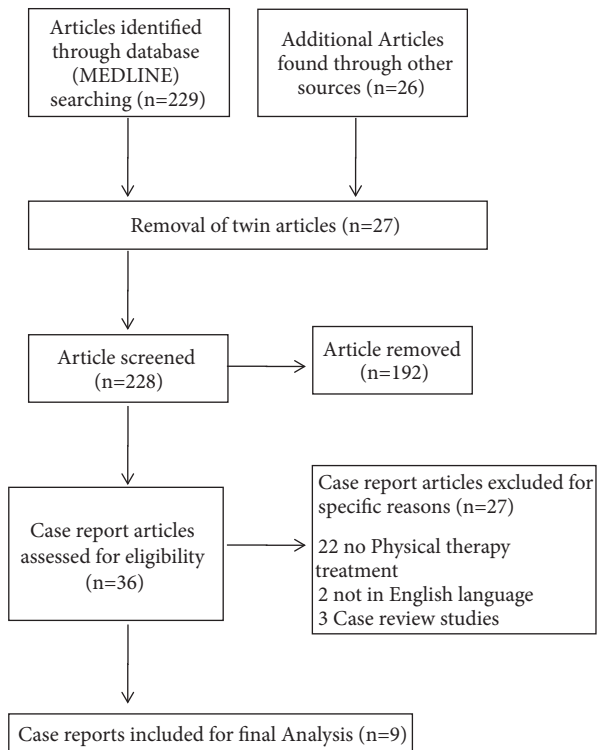 Articles identified
through database
(MEDLINE)
searching (n=229)
Additional Articles
found through other
sources (n=26)
Removal of twin articles (n=27)
Article screened
(n=228)
Article removed
(n=192)
Case report articles
assessed for eligibility
(n=36)
Case report articles excluded for
specific reasons (n=27)
22 no Physical therapy
treatment
2 not in English language
3 Case review studies
Case reports included for final Analysis (n=9)